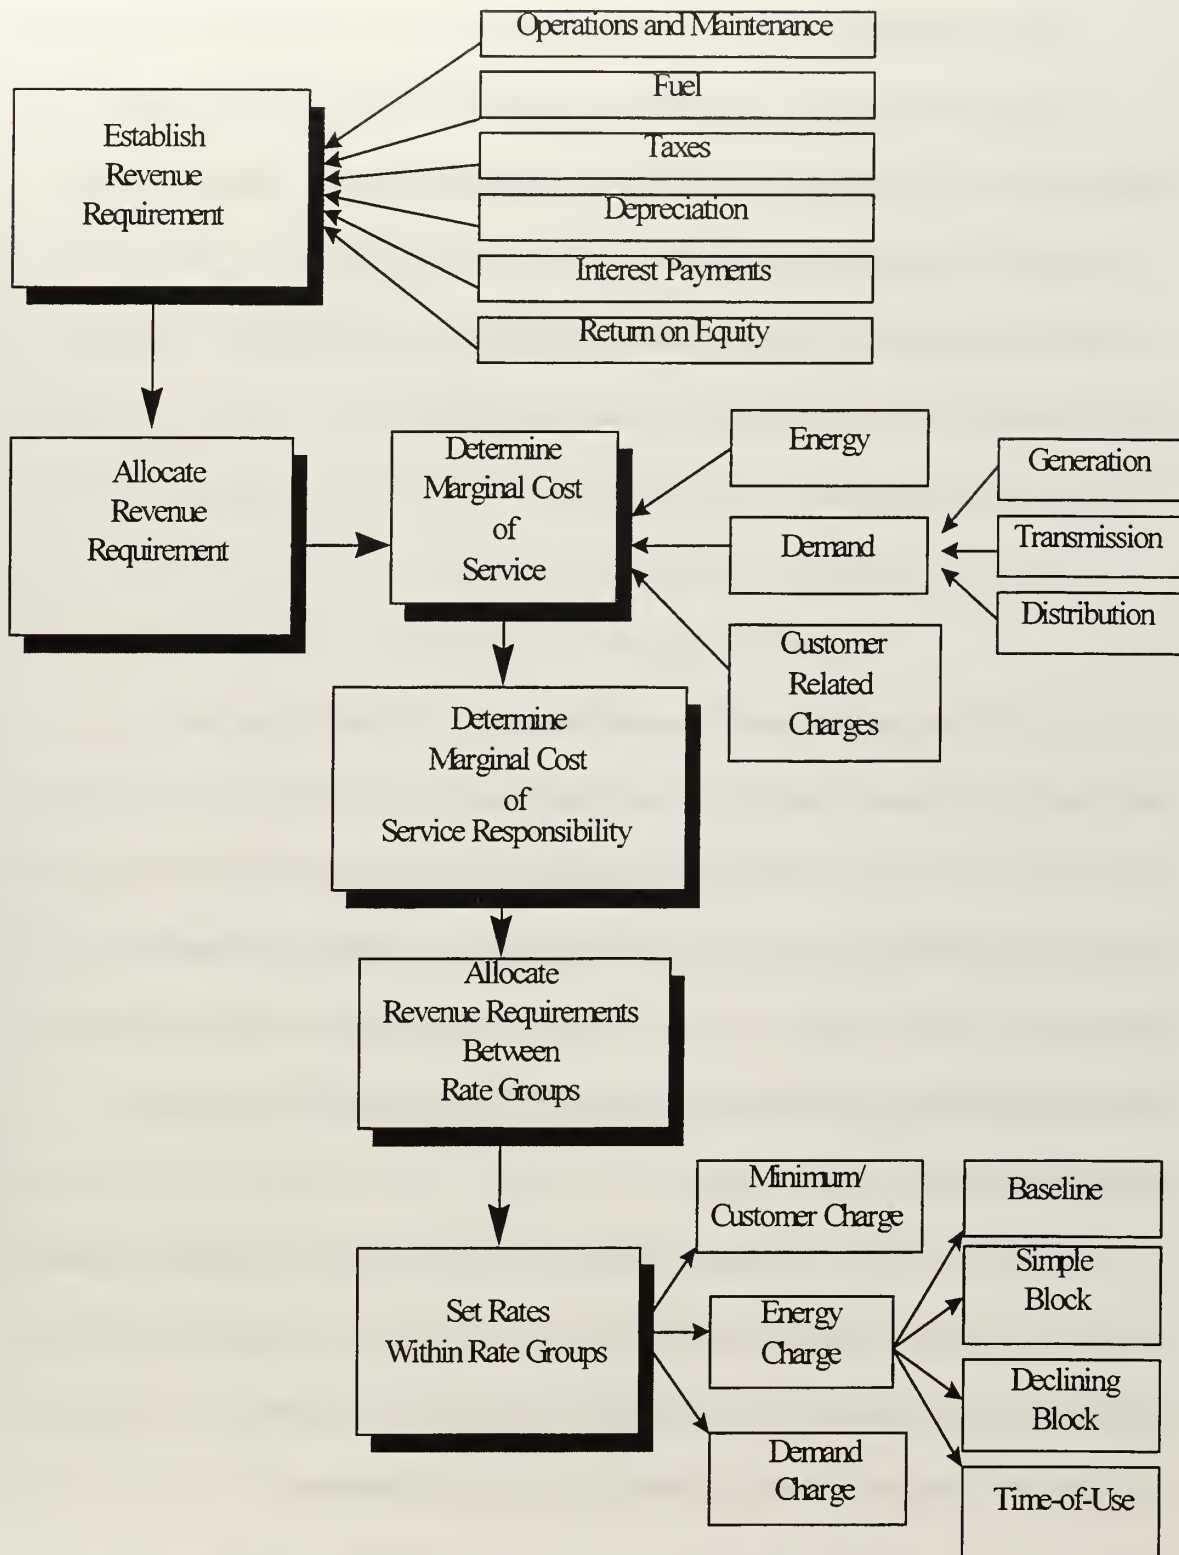 Operations and Maintenance
Fuel
Taxes
Depreciation
Interest Payments
Return on Equity
Establish
Revenue
Requirement
Allocate
Revenue
Requirement
Determine
Marginal Cost
of
Service
Energy
Demand
Customer
Related
Charges
Generation
Transmission
Distribution
Determine
Marginal Cost
of
Service Responsibility
Allocate
Revenue Requirements
Between
Rate Groups
Set Rates
Within Rate Groups
Minimum/
Customer Charge
Energy
Charge
Demand
Charge
Baseline
Simple
Block
Declining
Block
Time-of-Use